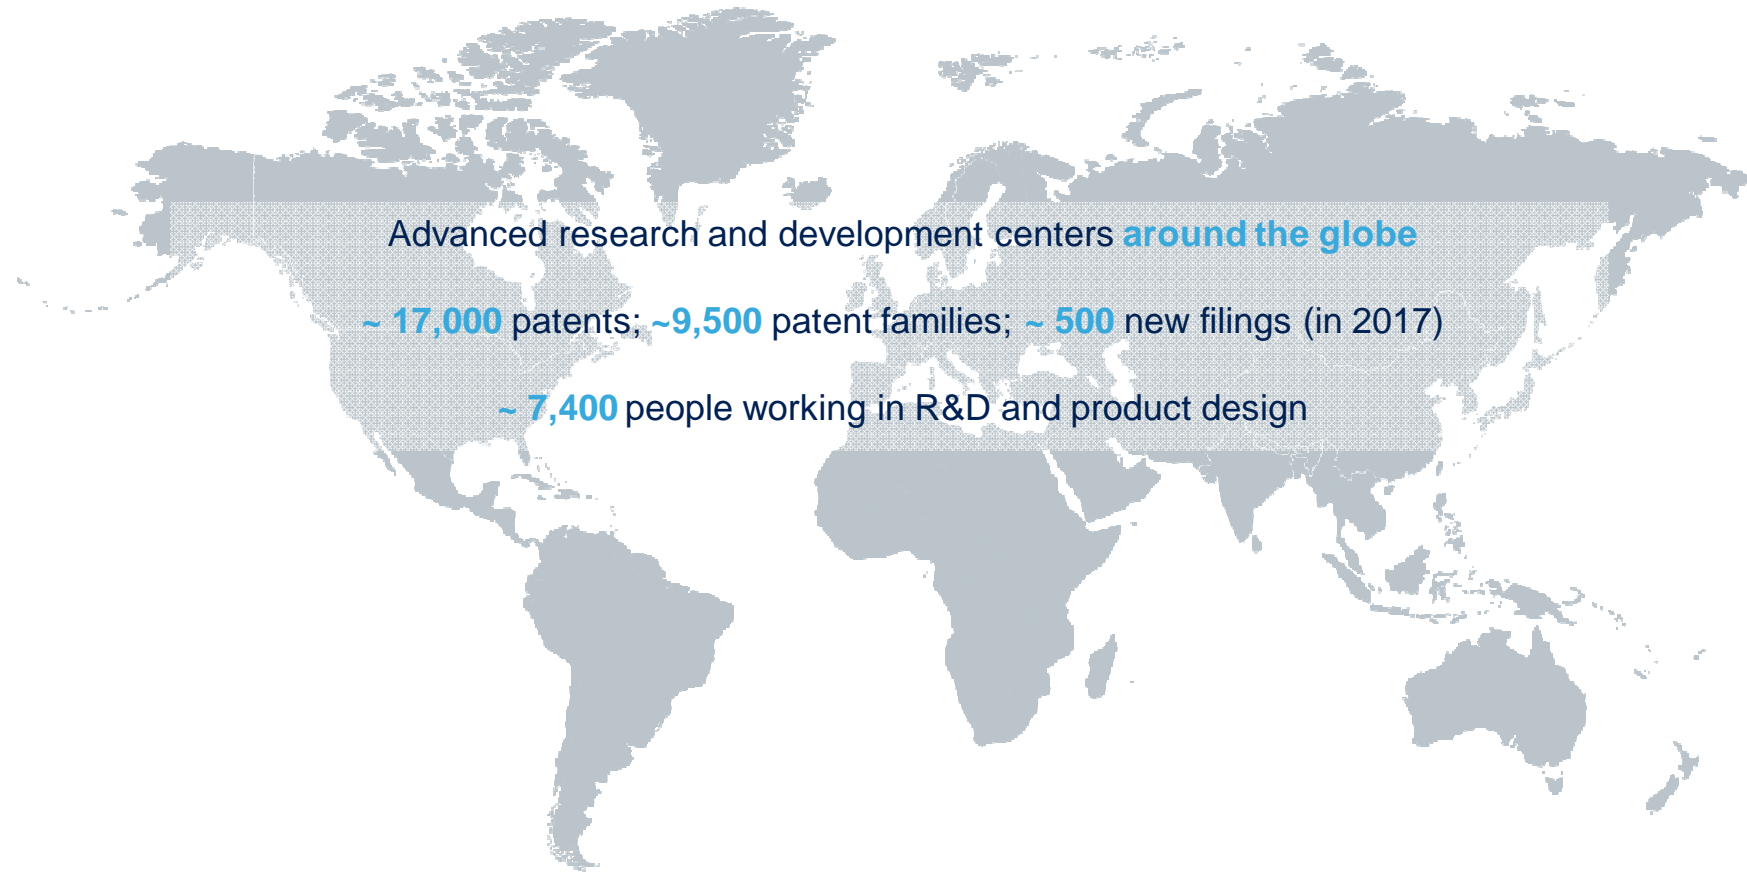 Advanced research and development centers around the globe
~ 17,000 patents; ~9,500 patent families; ~ 500 new filings (in 2017)
~ 7,400 people working in R&D and product design